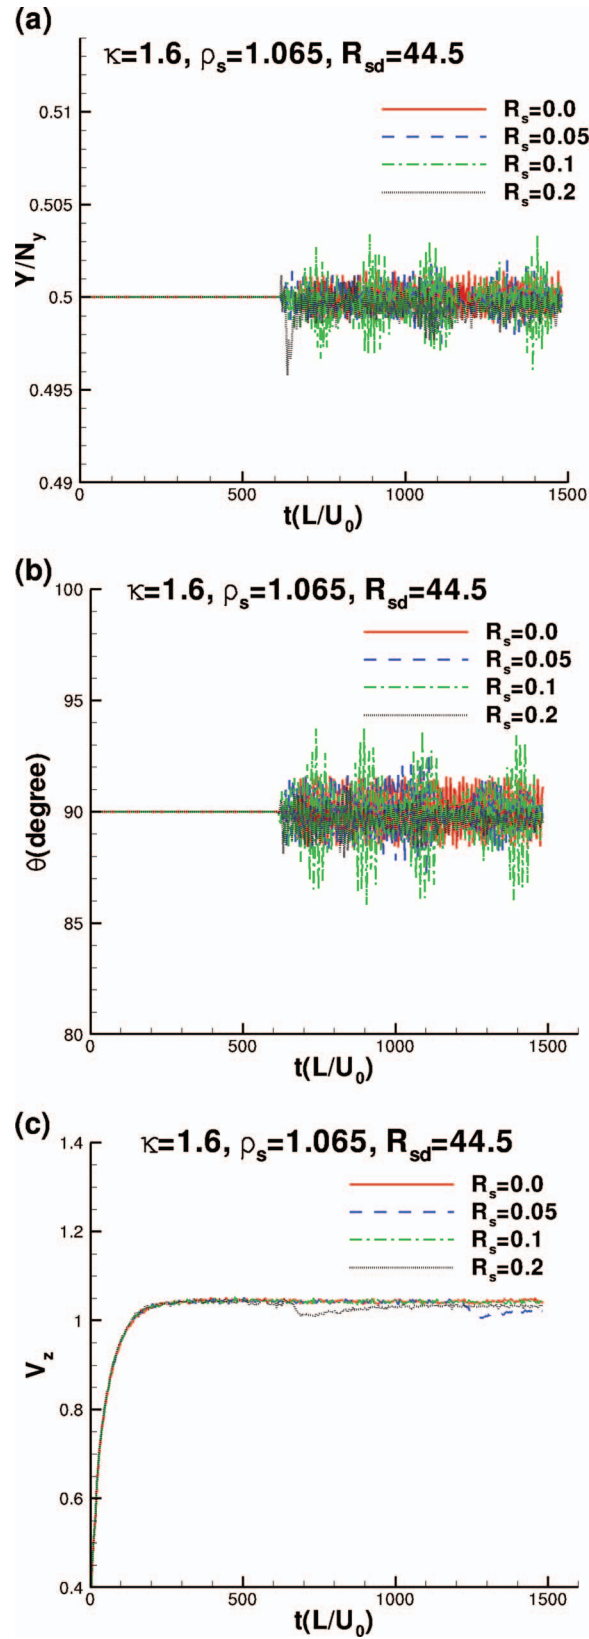 (a)
κ=1.6, ρs=1.065, Rsd=44.5
Rs=0.0
Rs=0.05
Rs=0.1
Rs=0.2
0.51
0.505
0.5
0.495
0.49
Y/Ny
0 500 1000 1500
t(L/U0)
(b)
κ=1.6, ρs=1.065, Rsd=44.5
Rs=0.0
Rs=0.05
Rs=0.1
Rs=0.2
100
95
90
85
80
θ(degree)
0 500 1000 1500
t(L/U0)
(c)
κ=1.6, ρs=1.065, Rsd=44.5
Rs=0.0
Rs=0.05
Rs=0.1
Rs=0.2
1.4
1.2
1
0.8
0.6
0.4
Vz
0 500 1000 1500
t(L/U0)